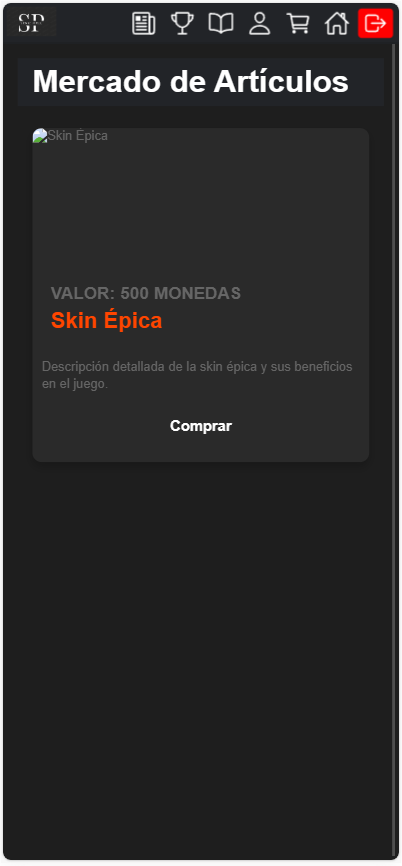 SP
Mercado de Artículos
Skin Épica
VALOR: 500 MONEDAS
Skin Épica
Descripción detallada de la skin épica y sus beneficios
en el juego.
Comprar